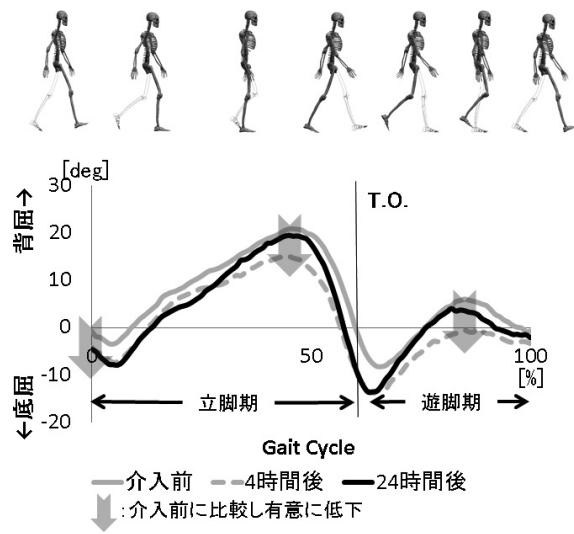 [deg]
30
背屈→
T.O.
20
10
0
0
50
100
[%]
-10
←底屈
立脚期
遊脚期
-20
Gait Cycle
介入前
4時間後
24時間後
:介入前に比較し有意に低下